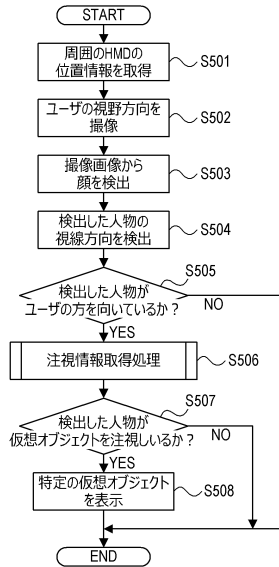 START
周囲のHMDの
位置情報を取得
S501
ユーザの視野方向を
撮像
S502
撮像画像から
顔を検出
S503
検出した人物の
視線方向を検出
S504
S505
検出した人物が
ユーザの方を向いているか？
NO
YES
注視情報取得処理
S506
S507
検出した人物が
仮想オブジェクトを注視しいるか？
NO
YES
特定の仮想オブジェクト
を表示
S508
END